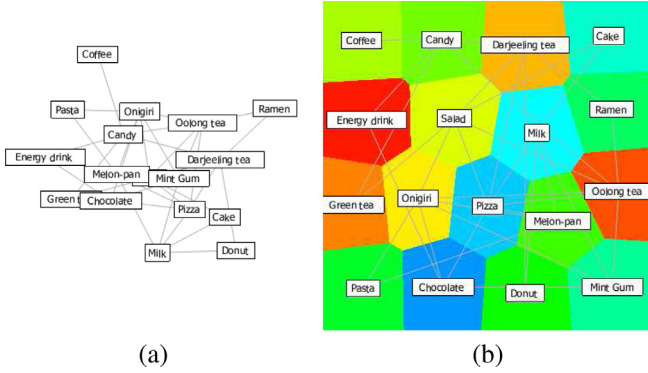 Coffee
Pasta
Onigiri
Ramen
Oolong tea
Candy
Energy drink
Darjeeling tea
Melon-pan
Mint Gum
Green t
Chocolate
Pizza
Cake
Milk
Donut
(a)
Coffee
Candy
Darjeeling tea
Cake
Energy drink
Salad
Milk
Ramen
Green tea
Onigiri
Pizza
Oolong tea
Melon-pan
Pasta
Chocolate
Donut
Mint Gum
(b)